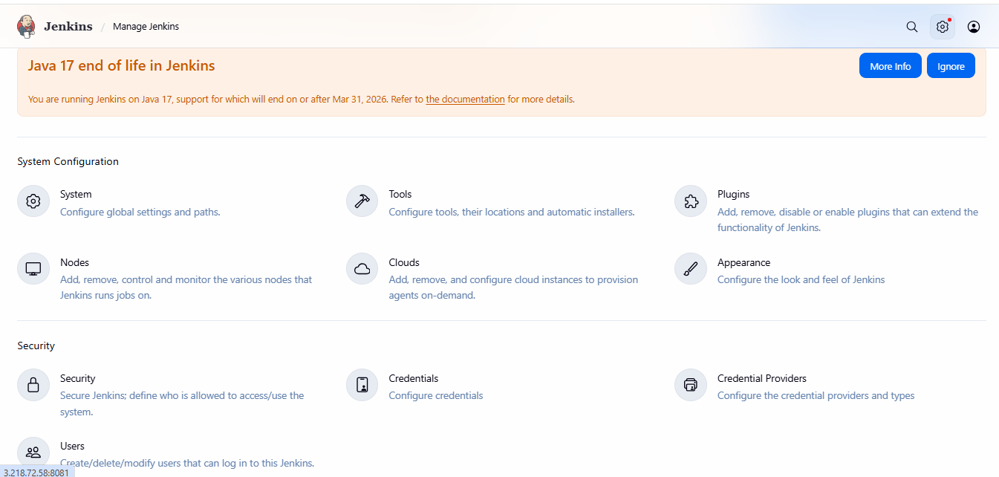 Jenkins / Manage Jenkins
Java 17 end of life in Jenkins
More Info
Ignore
You are running Jenkins on Java 17, support for which will end on or after Mar 31, 2026. Refer to the documentation for more details.
System Configuration
System
Configure global settings and paths.
Tools
Configure tools, their locations and automatic installers.
Plugins
Add, remove, disable or enable plugins that can extend the
functionality of Jenkins.
Nodes
Add, remove, control and monitor the various nodes that
Jenkins runs jobs on.
Clouds
Add, remove, and configure cloud instances to provision
agents on-demand.
Appearance
Configure the look and feel of Jenkins
Security
Security
Secure Jenkins; define who is allowed to access/use the
system.
Credentials
Configure credentials
Credential Providers
Configure the credential providers and types
Users
Create/delete/modify users that can log in to this Jenkins.
3.218.72.58:8081